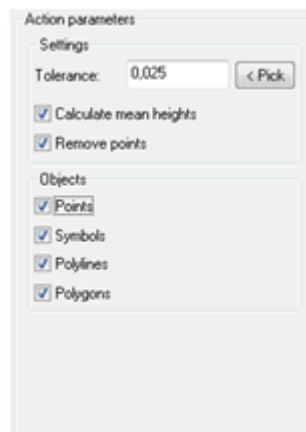 Action parameters
Settings
Tolerance: 0,025 < Pick
Calculate mean heights
Remove points
Objects
Points
Symbols
Polylines
Polygons